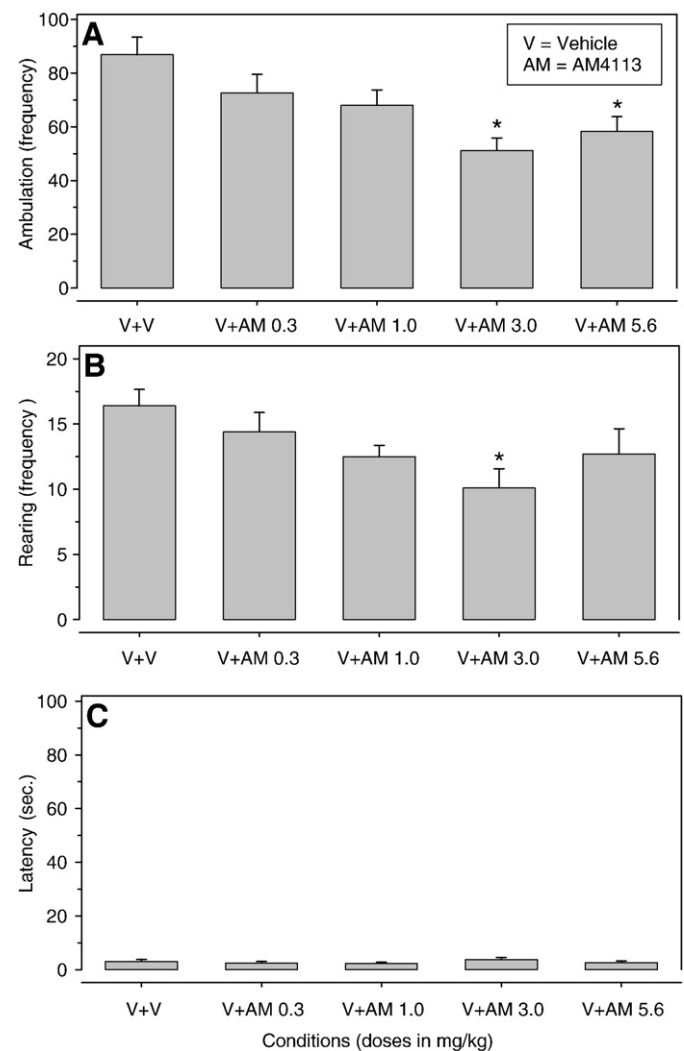 A
V = Vehicle
AM = AM4113
Ambulation (frequency)
100
80
60
40
20
0
*
*
V+V V+AM 0.3 V+AM 1.0 V+AM 3.0 V+AM 5.6
B
Rearing (frequency )
20
15
10
5
0
*
V+V V+AM 0.3 V+AM 1.0 V+AM 3.0 V+AM 5.6
C
Latency (sec.)
100
80
60
40
20
0
V+V V+AM 0.3 V+AM 1.0 V+AM 3.0 V+AM 5.6
Conditions (doses in mg/kg)